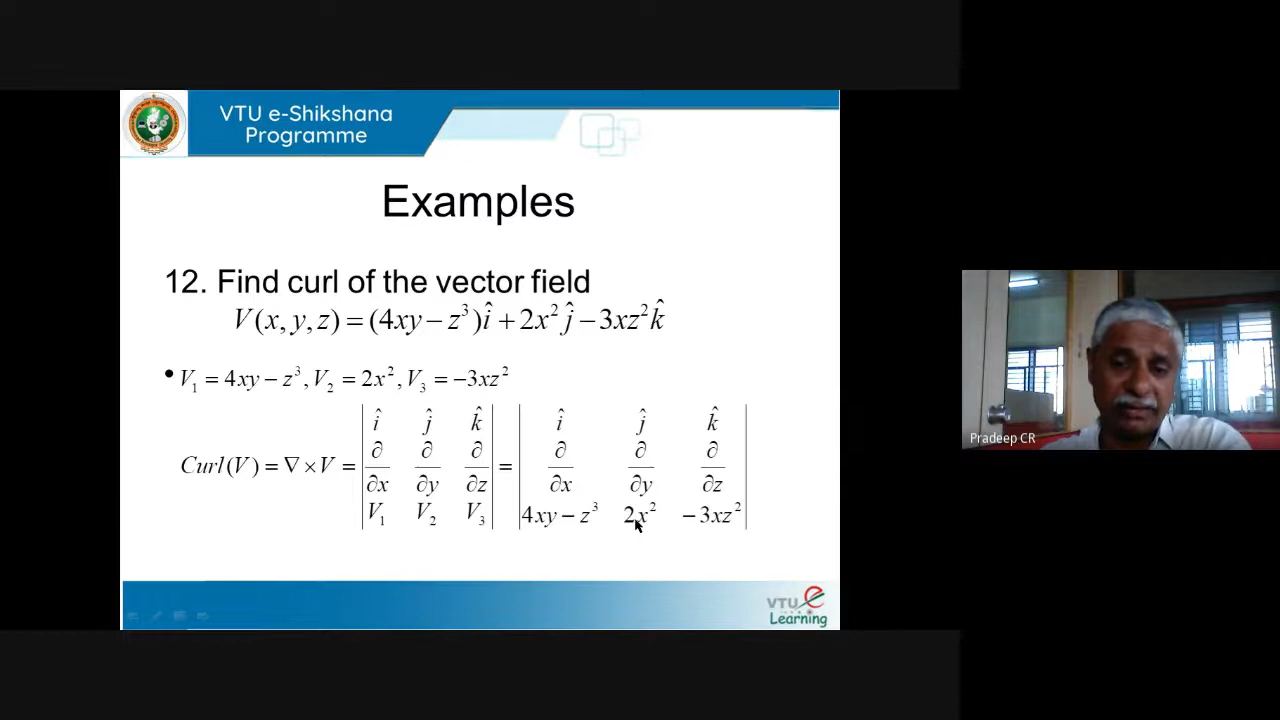 VTU e-Shikshana
Programme
Examples
12. Find curl of the vector field
V(x, y, z) = (4xy − z³)î + 2x²ĵ − 3xz²k̂
• V₁ = 4xy − z³, V₂ = 2x², V₃ = −3xz²
Curl(V) = ∇ × V = | î ĵ k̂ ; ∂/∂x ∂/∂y ∂/∂z ; V₁ V₂ V₃ | = | î ĵ k̂ ; ∂/∂x ∂/∂y ∂/∂z ; 4xy − z³ 2x² − 3xz² |
VTU e
Learning
Pradeep CR